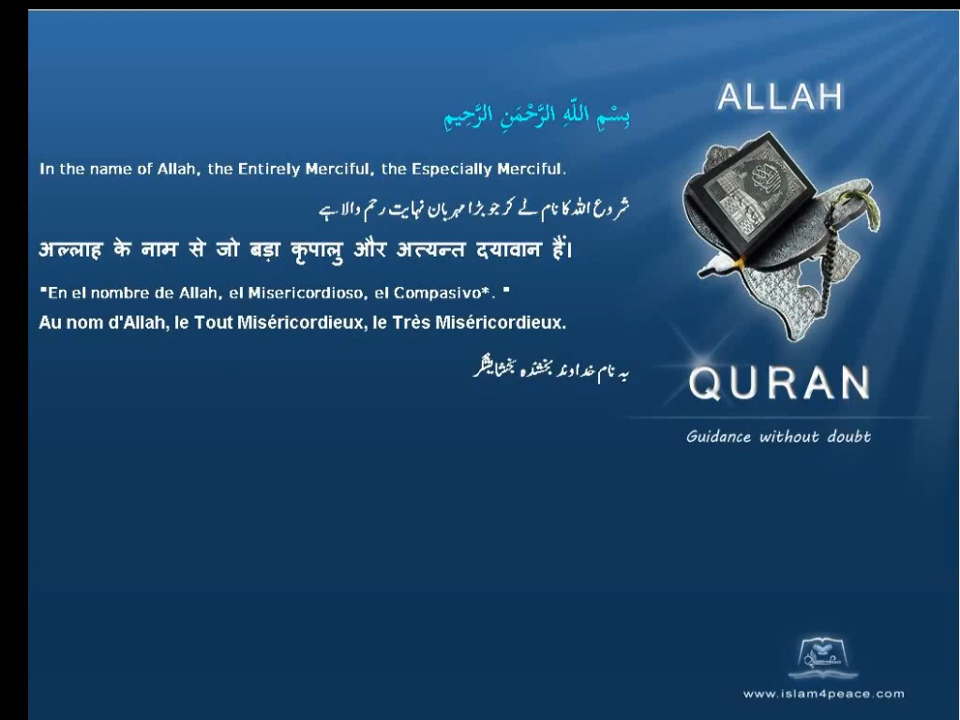 بِسْمِ اللّهِ الرَّحْمَنِ الرَّحِيمِ
In the name of Allah, the Entirely Merciful, the Especially Merciful.
شروع الله کا نام لے کر جو بڑا مہربان نہایت رحم والا ہے
अल्लाह के नाम से जो बड़ा कृपालु और अत्यन्त दयावान हैं।
"En el nombre de Allah, el Misericordioso, el Compasivo*. "
Au nom d'Allah, le Tout Miséricordieux, le Très Miséricordieux.
به نام خداوند بخشنده بخشایشگر
ALLAH
QURAN
Guidance without doubt
www.islam4peace.com